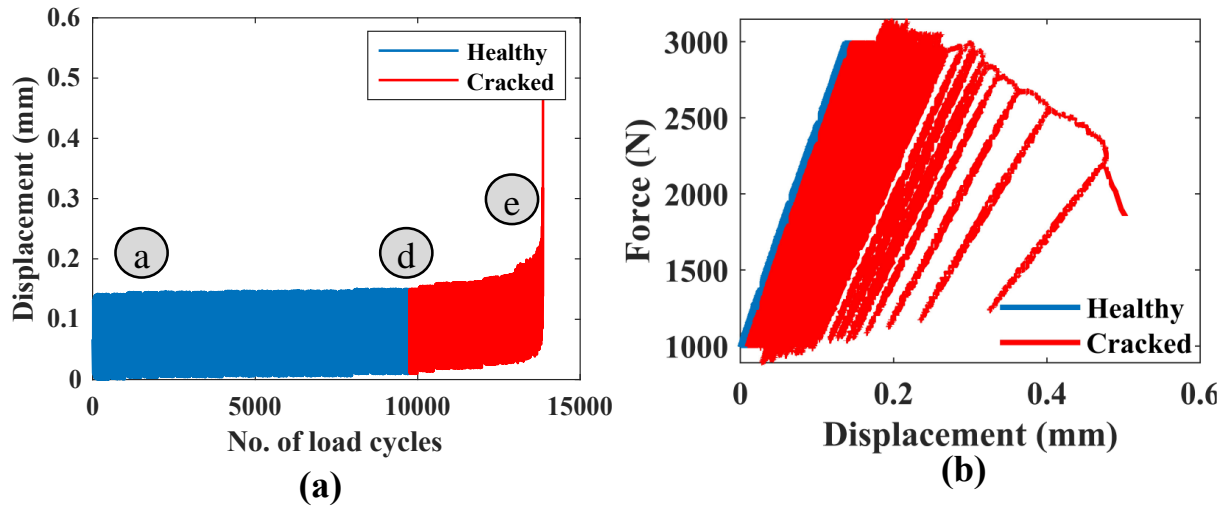 0.6
0.5
0.4
0.3
0.2
0.1
0
Displacement (mm)
Healthy
Cracked
a
d
e
0
5000
10000
15000
No. of load cycles
(a)
3000
2500
2000
1500
1000
Force (N)
Healthy
Cracked
0
0.2
0.4
0.6
Displacement (mm)
(b)